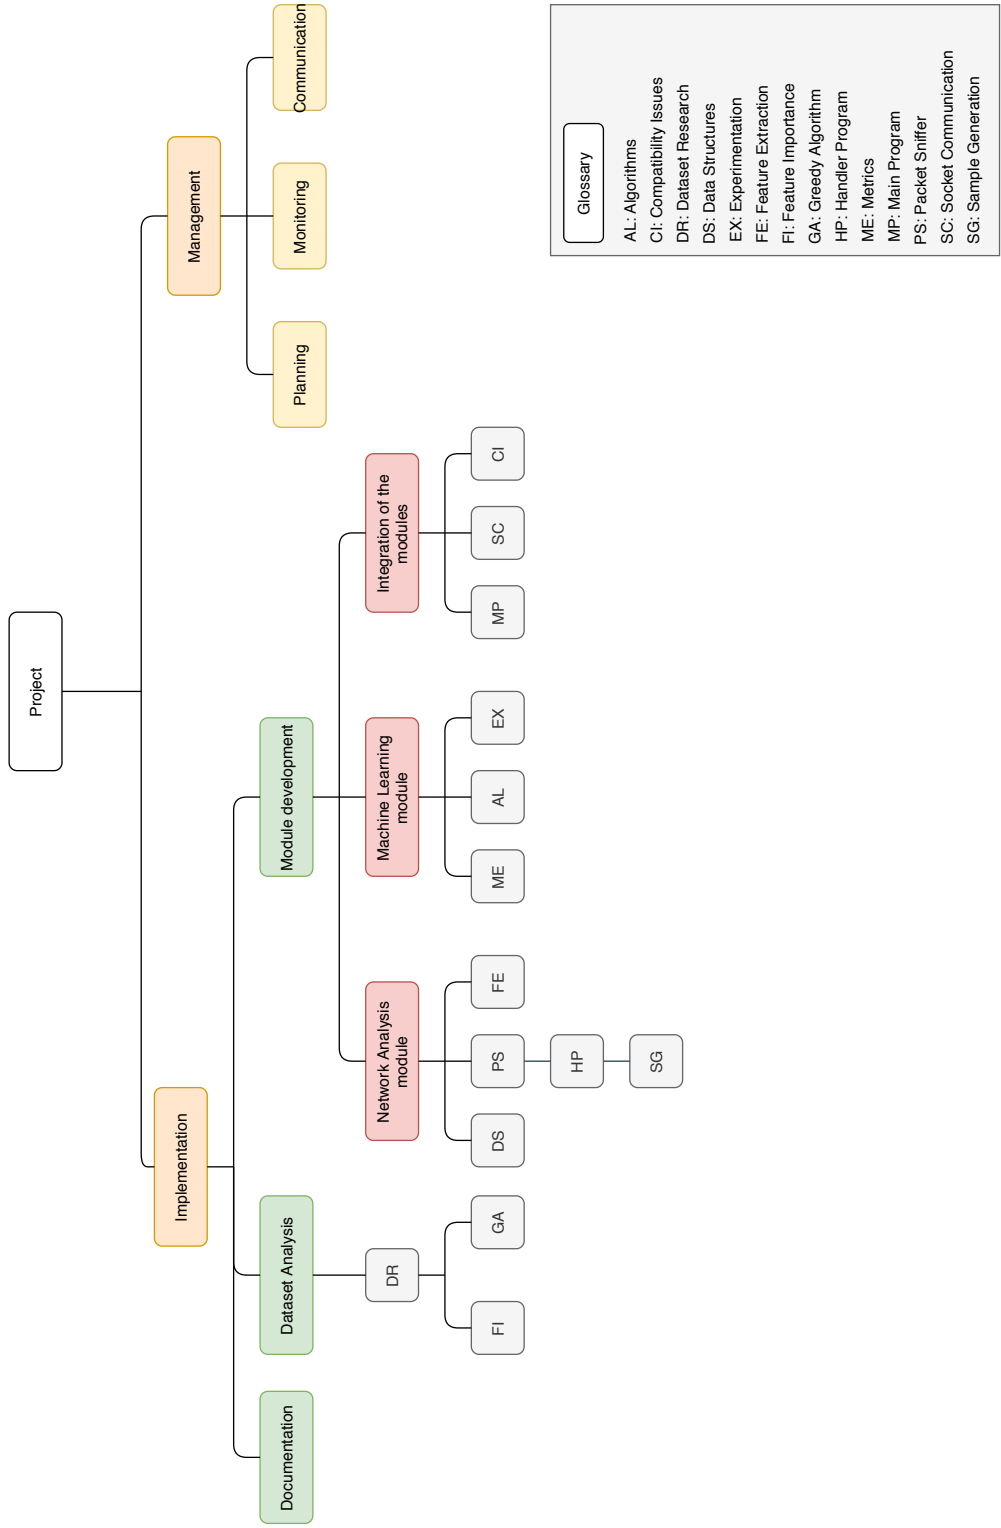 Project
Implementation
Management
Documentation
Dataset Analysis
Module development
Planning
Monitoring
Communication
DR
Network Analysis
module
Machine Learning
module
Integration of the
modules
FI
GA
DS
PS
FE
ME
AL
EX
MP
SC
CI
HP
SG
Glossary
AL: Algorithms
CI: Compatibility Issues
DR: Dataset Research
DS: Data Structures
EX: Experimentation
FE: Feature Extraction
FI: Feature Importance
GA: Greedy Algorithm
HP: Handler Program
ME: Metrics
MP: Main Program
PS: Packet Sniffer
SC: Socket Communication
SG: Sample Generation